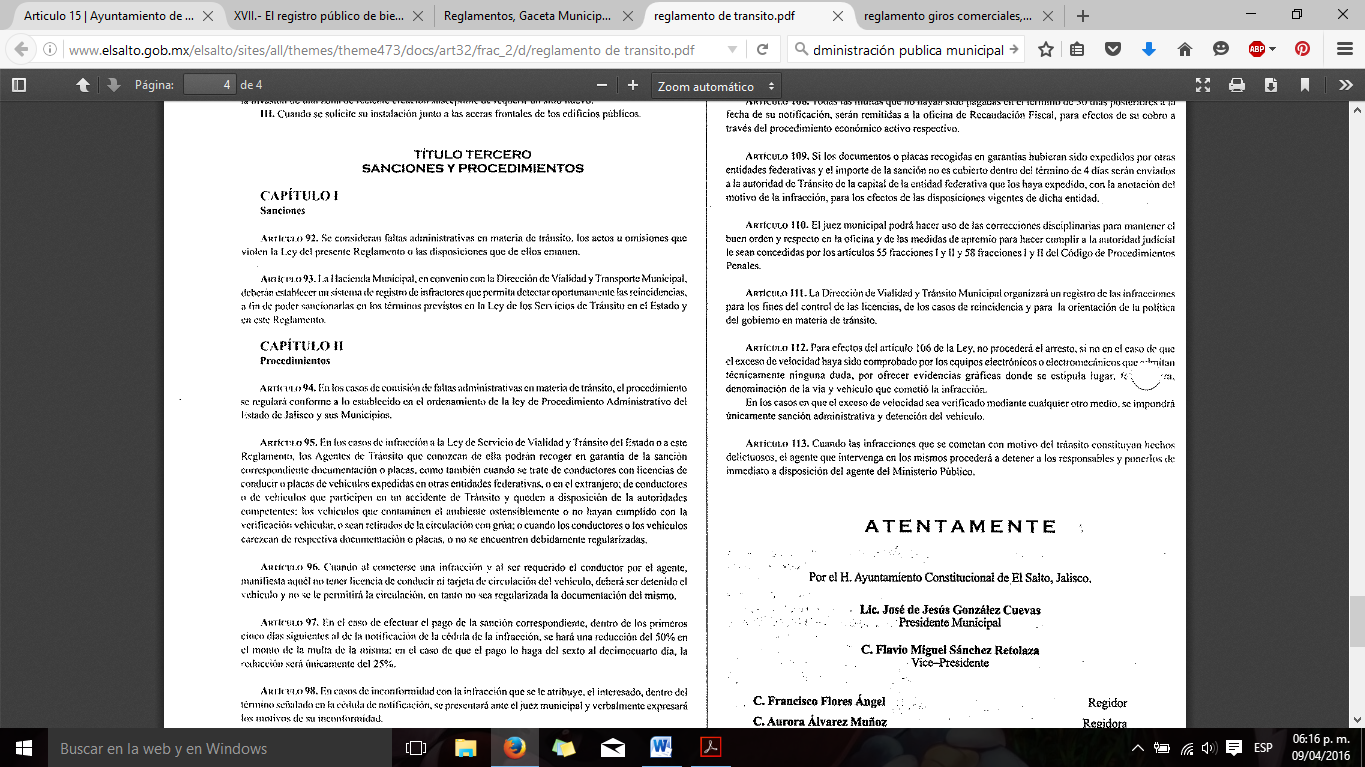 Articulo 15 | Ayuntamiento de ...
XVII.- El registro público de bie...
Reglamentos, Gaceta Municip...
reglamento de transito.pdf
reglamento giros comerciales,...
www.elsalto.gob.mx/elsalto/sites/all/themes/theme473/docs/art32/frac_2/d/reglamento de transito.pdf
dministración publica municipal
ABP
Página:
4
de 4
Zoom automático
III. Cuando se solicite su instalación junto a las aceras frontales de los edificios públicos.
TÍTULO TERCERO
SANCIONES Y PROCEDIMIENTOS
CAPÍTULO I
Sanciones
ARTÍCULO 92. Se consideran faltas administrativas en materia de tránsito, los actos u omisiones que
violen la Ley del presente Reglamento o las disposiciones que de ellos emanen.
ARTÍCULO 93. La Hacienda Municipal, en convenio con la Dirección de Vialidad y Transporte Municipal,
deberán establecer un sistema de registro de infractores que permita detectar oportunamente las reincidencias,
a fin de poder sancionarlas en los términos previstos en la Ley de los Servicios de Tránsito en el Estado y
en este Reglamento.
CAPÍTULO II
Procedimientos
ARTÍCULO 94. En los casos de comisión de faltas administrativas en materia de tránsito, el procedimiento
se regulará conforme a lo establecido en el ordenamiento de la ley de Procedimiento Administrativo del
Estado de Jalisco y sus Municipios.
ARTÍCULO 95. En los casos de infracción a la Ley de Servicio de Vialidad y Tránsito del Estado o a este
Reglamento, los Agentes de Tránsito que conozcan de ella podrán recoger en garantía de la sanción
correspondiente documentación o placas, como también cuando se trate de conductores con licencias de
conducir o placas de vehículos expedidas en otras entidades federativas, o en el extranjero; de conductores
o de vehículos que participen en un accidente de Tránsito y queden a disposición de la autoridades
competentes; los vehículos que contaminen el ambiente ostensiblemente o no hayan cumplido con la
verificación vehicular, o sean retirados de la circulación con grúa; o cuando los conductores o los vehículos
carezcan de respectiva documentación o placas, o no se encuentren debidamente regularizadas.
ARTÍCULO 96. Cuando al cometerse una infracción y al ser requerido el conductor por el agente,
manifiesta aquél no tener licencia de conducir ni tarjeta de circulación del vehículo, deberá ser detenido el
vehículo y no se le permitirá la circulación, en tanto no sea regularizada la documentación del mismo.
ARTÍCULO 97. En el caso de efectuar el pago de la sanción correspondiente, dentro de los primeros
cinco días siguientes al de la notificación de la cédula de la infracción, se hará una reducción del 50% en
el monto de la multa de la misma; en el caso de que el pago lo haga del sexto al decimocuarto día, la
reducción será únicamente del 25%.
ARTÍCULO 98. En casos de inconformidad con la infracción que se le atribuye, el interesado, dentro del
término señalado en la cédula de notificación, se presentará ante el juez municipal y verbalmente expresará
los motivos de su inconformidad.
ARTÍCULO 108. Todas las multas que no hayan sido pagadas en el término de 30 días posteriores a la
fecha de su notificación, serán remitidas a la oficina de Recaudación Fiscal, para efectos de su cobro a
través del procedimiento económico activo respectivo.
ARTÍCULO 109. Si los documentos o placas recogidas en garantías hubieran sido expedidos por otras
entidades federativas y el importe de la sanción no es cubierto dentro del término de 4 días serán enviados
a la autoridad de Tránsito de la capital de la entidad federativa que los haya expedido, con la anotación del
motivo de la infracción, para los efectos de las disposiciones vigentes de dicha entidad.
ARTÍCULO 110. El juez municipal podrá hacer uso de las correcciones disciplinarias para mantener el
buen orden y respecto en la oficina y de las medidas de apremio para hacer cumplir a la autoridad judicial
le sean concedidas por los artículos 55 fracciones I y II y 58 fracciones I y II del Código de Procedimientos
Penales.
ARTÍCULO 111. La Dirección de Vialidad y Tránsito Municipal organizará un registro de las infracciones
para los fines del control de las licencias, de los casos de reincidencia y para la orientación de la política
del gobierno en materia de tránsito.
ARTÍCULO 112. Para efectos del artículo 106 de la Ley, no procederá el arresto, si no en el caso de que
el exceso de velocidad haya sido comprobado por los equipos electrónicos o electromecánicos que
técnicamente ninguna duda, por ofrecer evidencias gráficas donde se estipula lugar,
denominación de la vía y vehículo que cometió la infracción.
En los casos en que el exceso de velocidad sea verificado mediante cualquier otro medio, se impondrá
únicamente sanción administrativa y detención del vehículo.
ARTÍCULO 113. Cuando las infracciones que se cometan con motivo del tránsito constituyan hechos
delictuosos, el agente que intervenga en los mismos procederá a detener a los responsables y ponerlos de
inmediato a disposición del agente del Ministerio Público.
ATENTAMENTE
Por el H. Ayuntamiento Constitucional de El Salto, Jalisco.
Lic. José de Jesús González Cuevas
Presidente Municipal
C. Flavio Miguel Sánchez Retolaza
Vice-Presidente
C. Francisco Flores Ángel Regidor
C. Aurora Álvarez Muñoz Regidora
Buscar en la web y en Windows
ESP
06:16 p. m.
09/04/2016